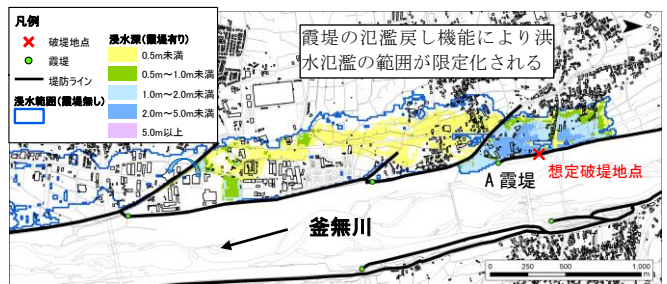 凡例
破堤地点
霞堤
堤防ライン
浸水範囲(霞堤無し)
浸水深(霞堤有り)
0.5m未満
0.5m～1.0m未満
1.0m～2.0m未満
2.0m～5.0m未満
5.0m以上
霞堤の氾濫戻し機能により洪
水氾濫の範囲が限定化される
A 霞堤
想定破堤地点
釜無川
0 250 500 1,000
m